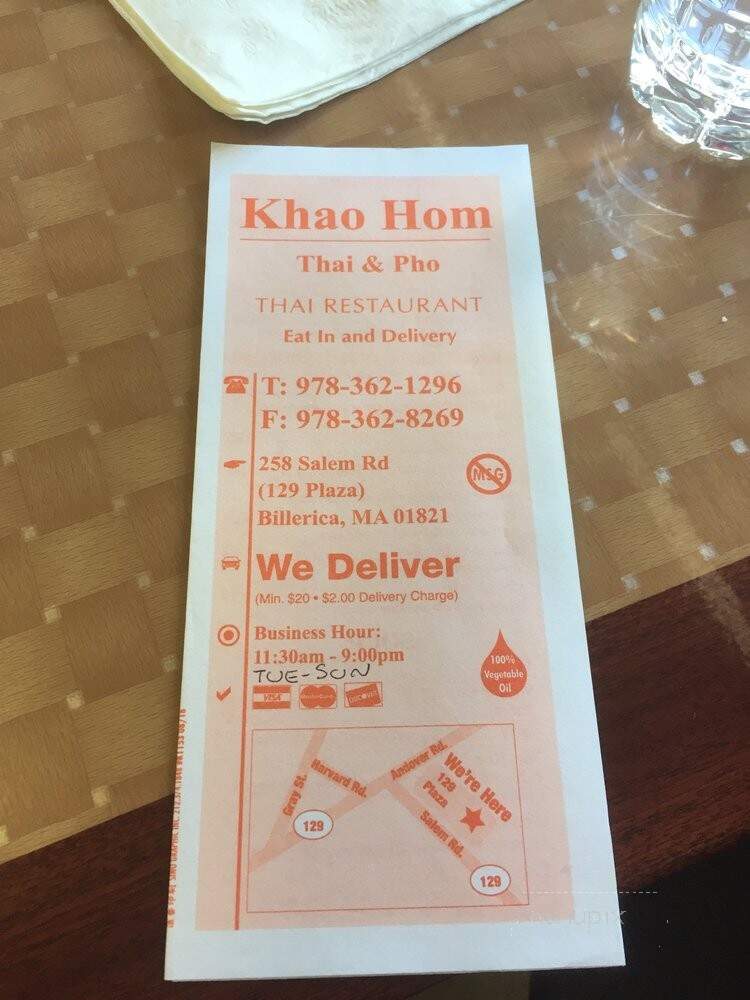 Khao Hom
Thai & Pho
THAI RESTAURANT
Eat In and Delivery
T: 978-362-1296
F: 978-362-8269
258 Salem Rd
(129 Plaza)
Billerica, MA 01821
MSG
We Deliver
(Min. $20 • $2.00 Delivery Charge)
Business Hour:
11:30am - 9:00pm
TUE-SUN
100%
Vegetable
Oil
VISA
MasterCard
DISCOVER
Gray St.
Harvard Rd.
Andover Rd.
We're Here
129
Plaza
Salem Rd.
129
129